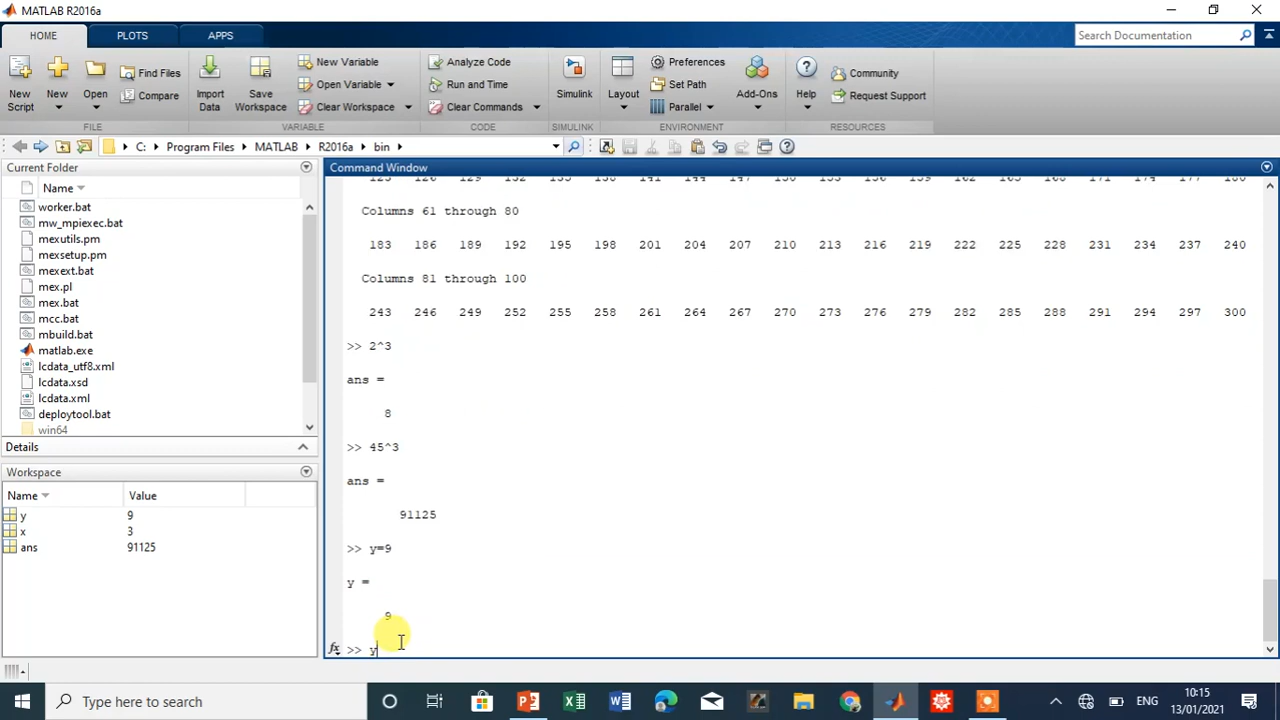 MATLAB R2016a
HOME PLOTS APPS
Search Documentation
New Script
New
Open
Find Files
Compare
Import Data
Save Workspace
New Variable
Open Variable
Clear Workspace
Analyze Code
Run and Time
Clear Commands
Simulink
Layout
Preferences
Set Path
Parallel
Add-Ons
Help
Community
Request Support
FILE VARIABLE CODE SIMULINK ENVIRONMENT RESOURCES
C: Program Files MATLAB R2016a bin
Current Folder
Name
worker.bat
mw_mpiexec.bat
mexutils.pm
mexsetup.pm
mexext.bat
mex.pl
mex.bat
mcc.bat
mbuild.bat
matlab.exe
lcdata_utf8.xml
lcdata.xsd
lcdata.xml
deploytool.bat
win64
Details
Workspace
Name Value
y 9
x 3
ans 91125
Command Window
Columns 61 through 80
183 186 189 192 195 198 201 204 207 210 213 216 219 222 225 228 231 234 237 240
Columns 81 through 100
243 246 249 252 255 258 261 264 267 270 273 276 279 282 285 288 291 294 297 300
>> 2^3
ans =
8
>> 45^3
ans =
91125
>> y=9
y =
9
fx >> y
Type here to search
ENG
10:15
13/01/2021